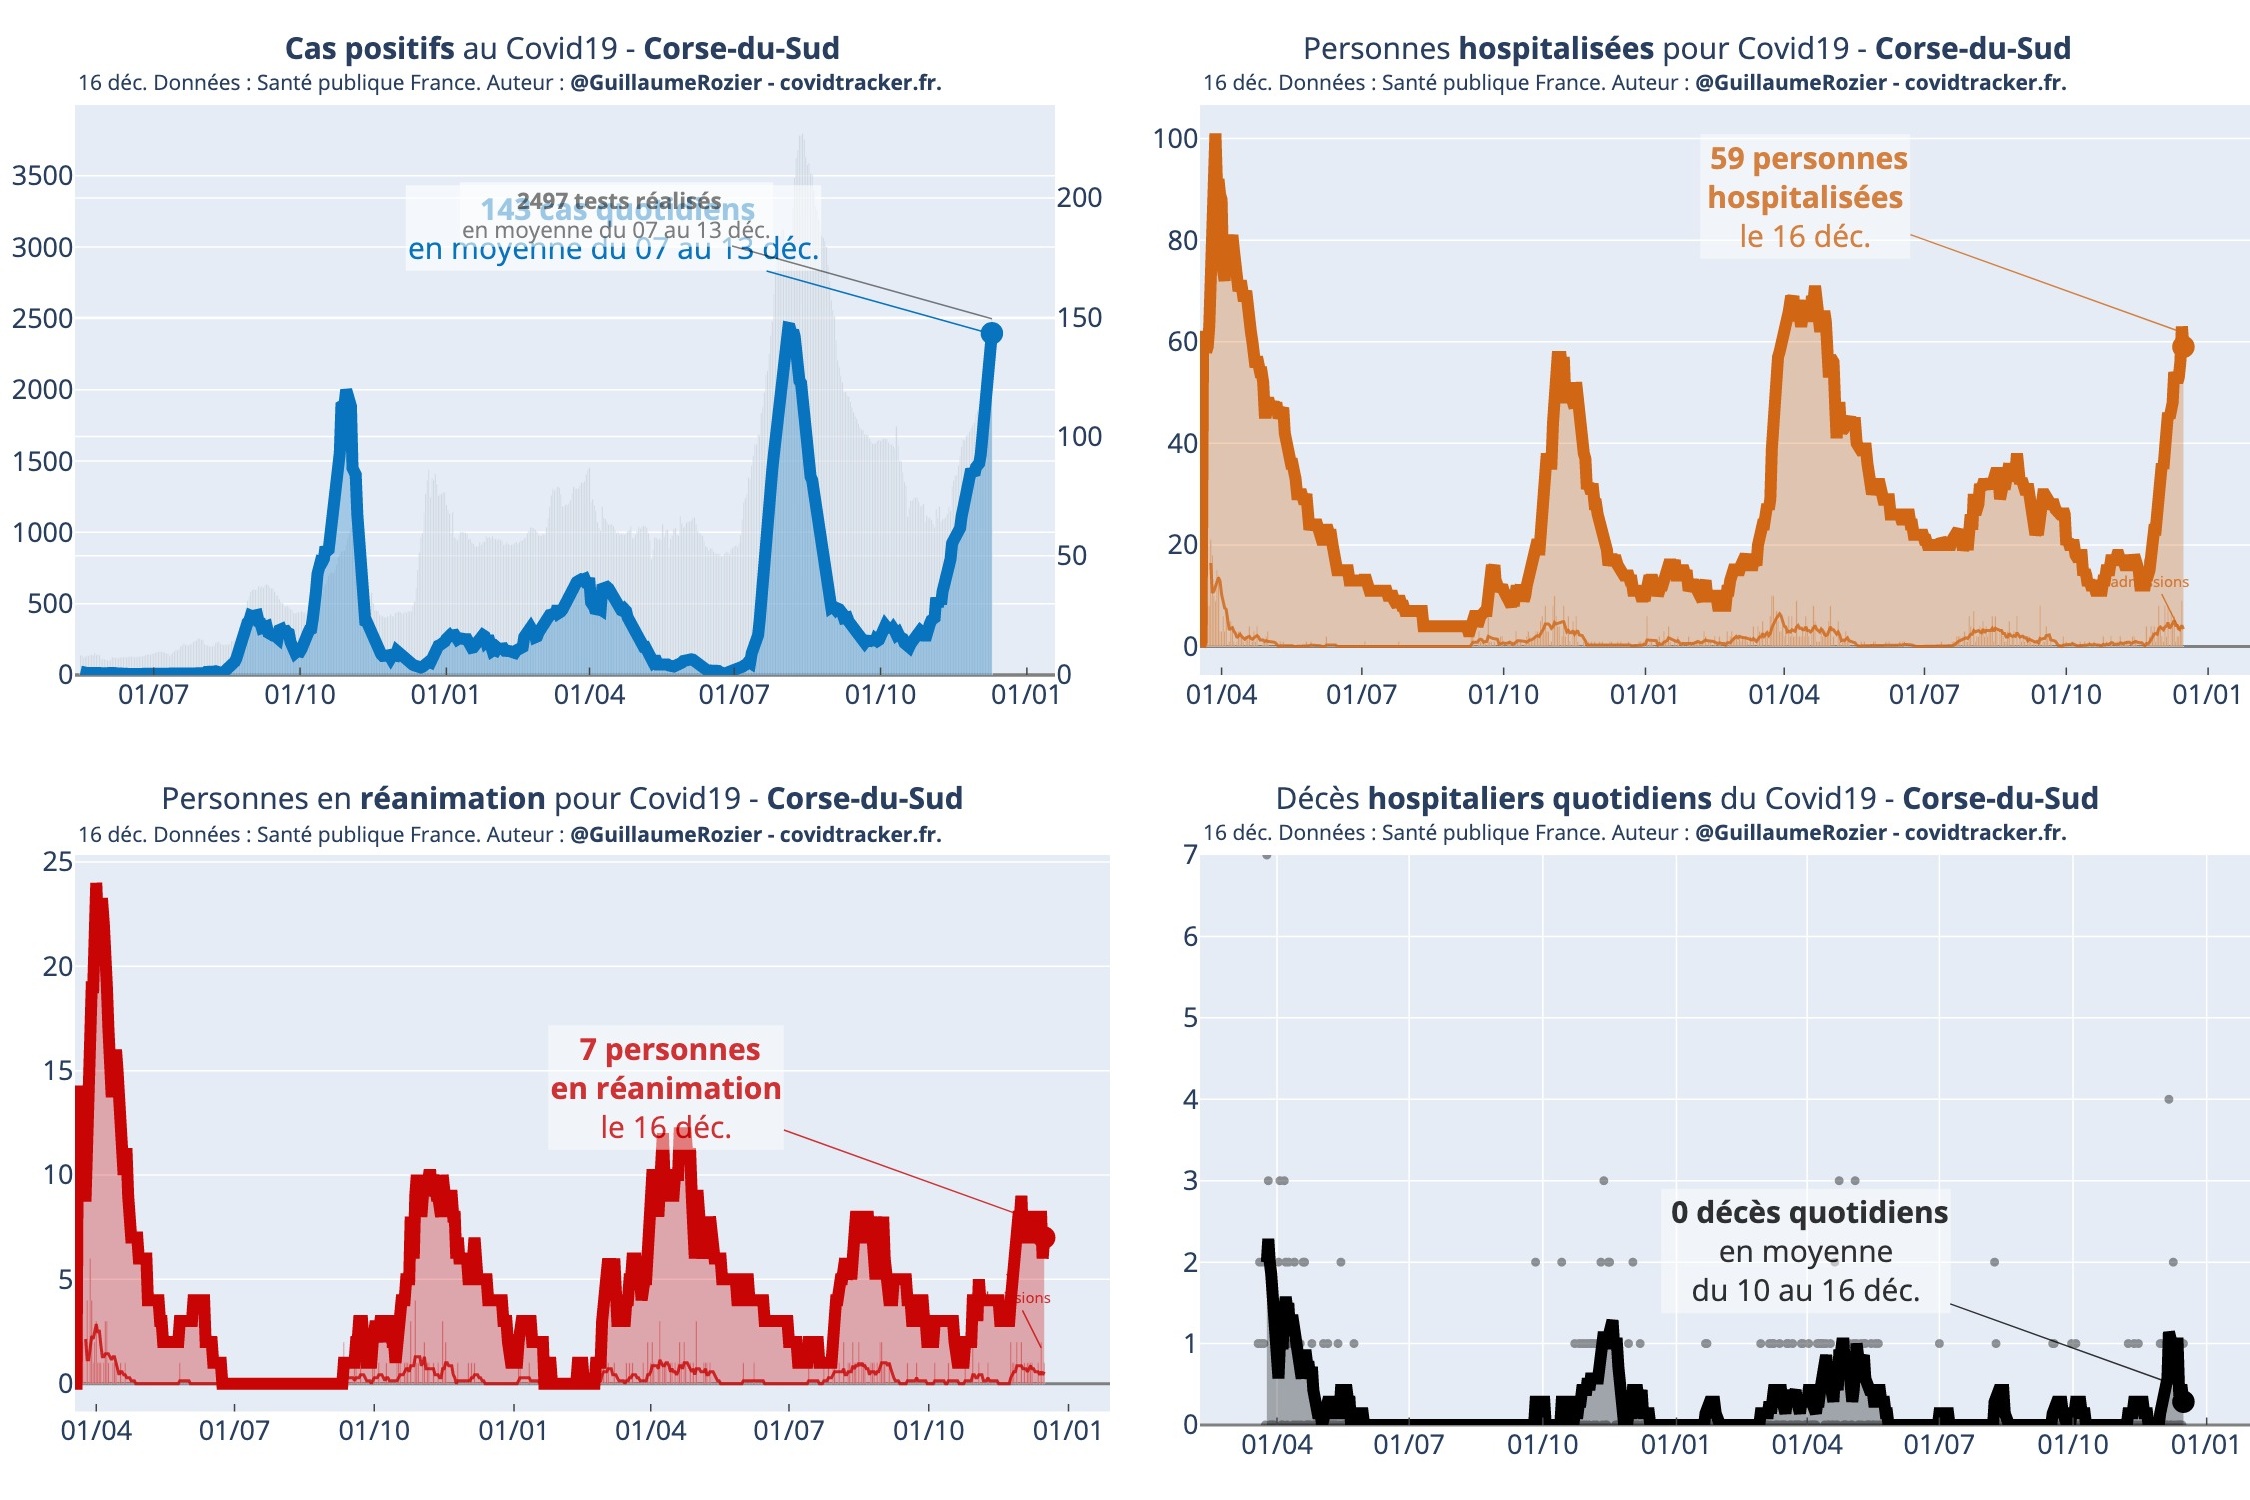 Cas positifs au Covid19 - Corse-du-Sud
16 déc. Données : Santé publique France. Auteur : @GuillaumeRozier - covidtracker.fr.
3500
3000
2500
2000
1500
1000
500
0
200
150
100
50
0
2497 tests réalisés
en moyenne du 07 au 13 déc.
143 cas quotidiens
en moyenne du 07 au 13 déc.
01/07 01/10 01/01 01/04 01/07 01/10 01/01
Personnes hospitalisées pour Covid19 - Corse-du-Sud
16 déc. Données : Santé publique France. Auteur : @GuillaumeRozier - covidtracker.fr.
100
80
60
40
20
0
59 personnes
hospitalisées
le 16 déc.
admissions
01/04 01/07 01/10 01/01 01/04 01/07 01/10 01/01
Personnes en réanimation pour Covid19 - Corse-du-Sud
16 déc. Données : Santé publique France. Auteur : @GuillaumeRozier - covidtracker.fr.
25
20
15
10
5
0
7 personnes
en réanimation
le 16 déc.
01/04 01/07 01/10 01/01 01/04 01/07 01/10 01/01
Décès hospitaliers quotidiens du Covid19 - Corse-du-Sud
16 déc. Données : Santé publique France. Auteur : @GuillaumeRozier - covidtracker.fr.
7
6
5
4
3
2
1
0
0 décès quotidiens
en moyenne
du 10 au 16 déc.
01/04 01/07 01/10 01/01 01/04 01/07 01/10 01/01